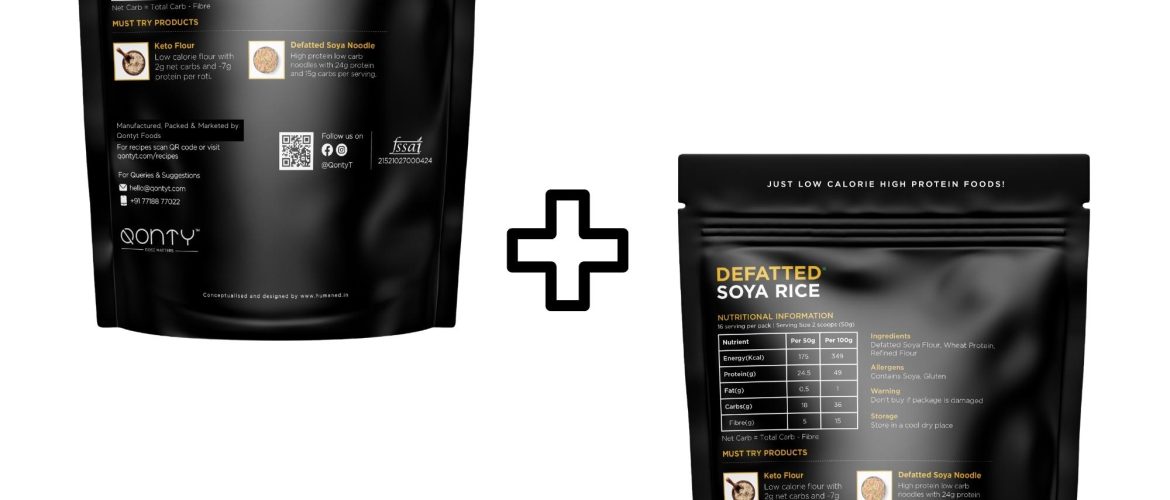 Net Carb = Total Carb - Fibre
MUST TRY PRODUCTS
Keto Flour
Low calorie flour with
2g net carbs and ~7g
protein per roti.
Defatted Soya Noodle
High protein low carb
noodles with 24g protein
and 15g carbs per serving.
Manufactured, Packed & Marketed by
Qontyt Foods
For recipes scan QR code or visit
qontyt.com/recipes
For Queries & Suggestions
hello@qontyt.com
+91 77188 77022
Follow us on
@QontyT
fssai
21521027000424
QONTY™
Conceptualised and designed by www.humened.in
JUST LOW CALORIE HIGH PROTEIN FOODS!
DEFATTED
SOYA RICE
NUTRITIONAL INFORMATION
16 serving per pack | Serving Size 2 scoops (50g)
Nutrient Per 50g Per 100g
Energy(Kcal) 175 349
Protein(g) 24.5 49
Fat(g) 0.5 1
Carbs(g) 18 36
Fibre(g) 5 15
Net Carb = Total Carb - Fibre
Ingredients
Defatted Soya Flour, Wheat Protein,
Refined Flour
Allergens
Contains Soya, Gluten
Warning
Don't buy if package is damaged
Storage
Store in a cool dry place
MUST TRY PRODUCTS
Keto Flour
Low calorie flour with
2g net carbs and ~7g
Defatted Soya Noodle
High protein low carb
noodles with 24g protein